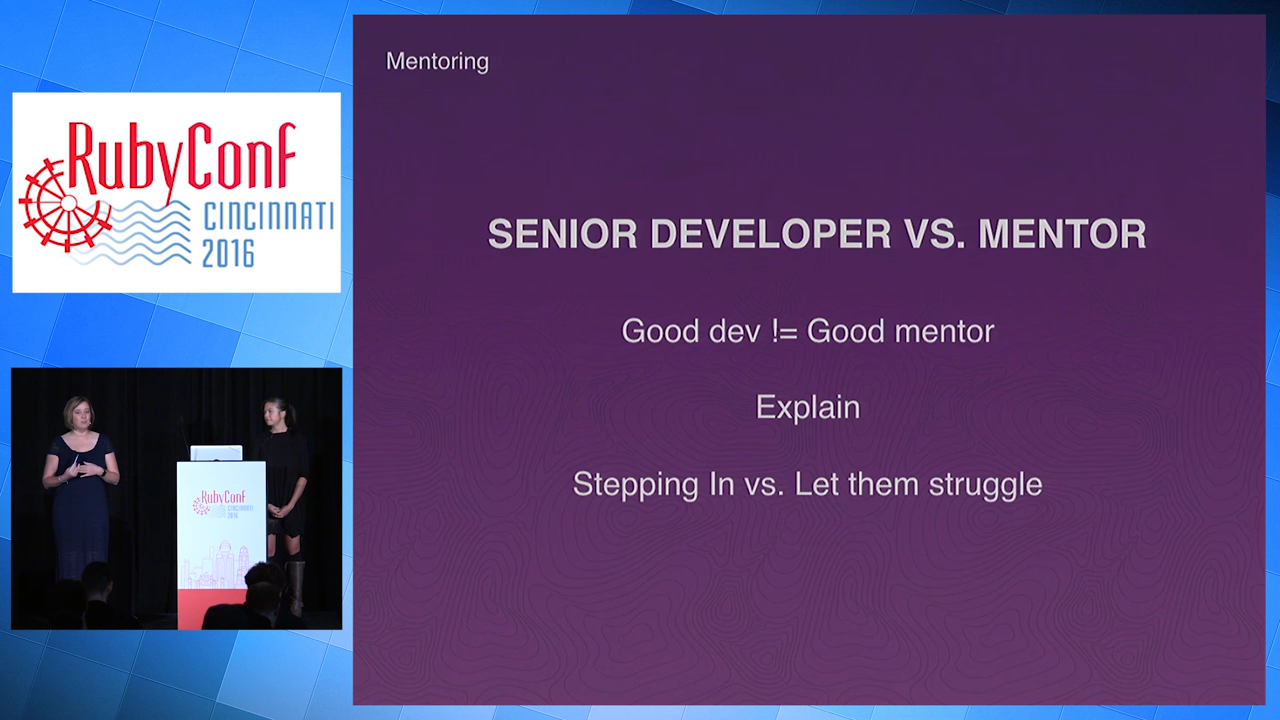 Mentoring
RubyConf
CINCINNATI
2016
SENIOR DEVELOPER VS. MENTOR
Good dev != Good mentor
Explain
Stepping In vs. Let them struggle
RubyConf
CINCINNATI
2016